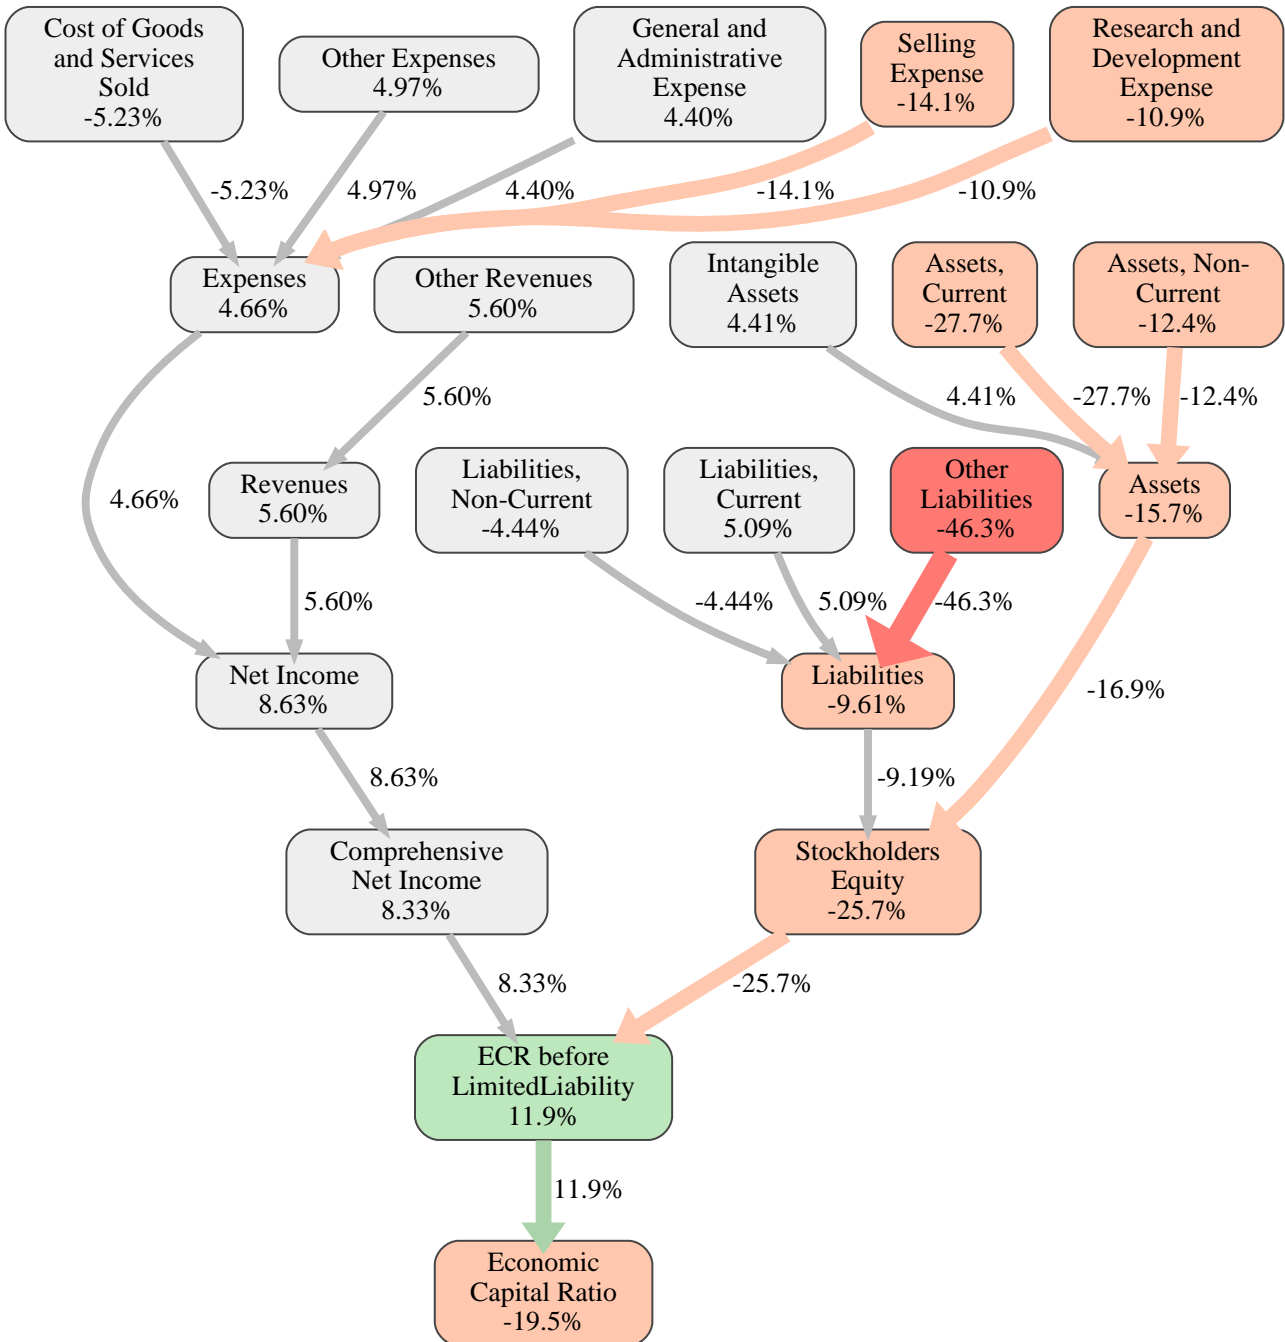 Cost of Goods
and Services
Sold
-5.23%
Other Expenses
4.97%
General and
Administrative
Expense
4.40%
Selling
Expense
-14.1%
Research and
Development
Expense
-10.9%
-5.23%
4.97%
4.40%
-14.1%
-10.9%
Expenses
4.66%
Other Revenues
5.60%
Intangible
Assets
4.41%
Assets,
Current
-27.7%
Assets, Non-
Current
-12.4%
5.60%
4.41%
-27.7%
-12.4%
4.66%
Revenues
5.60%
Liabilities,
Non-Current
-4.44%
Liabilities,
Current
5.09%
Other
Liabilities
-46.3%
Assets
-15.7%
5.60%
-4.44%
5.09%
-46.3%
Net Income
8.63%
Liabilities
-9.61%
-16.9%
8.63%
-9.19%
Comprehensive
Net Income
8.33%
Stockholders
Equity
-25.7%
8.33%
-25.7%
ECR before
LimitedLiability
11.9%
11.9%
Economic
Capital Ratio
-19.5%